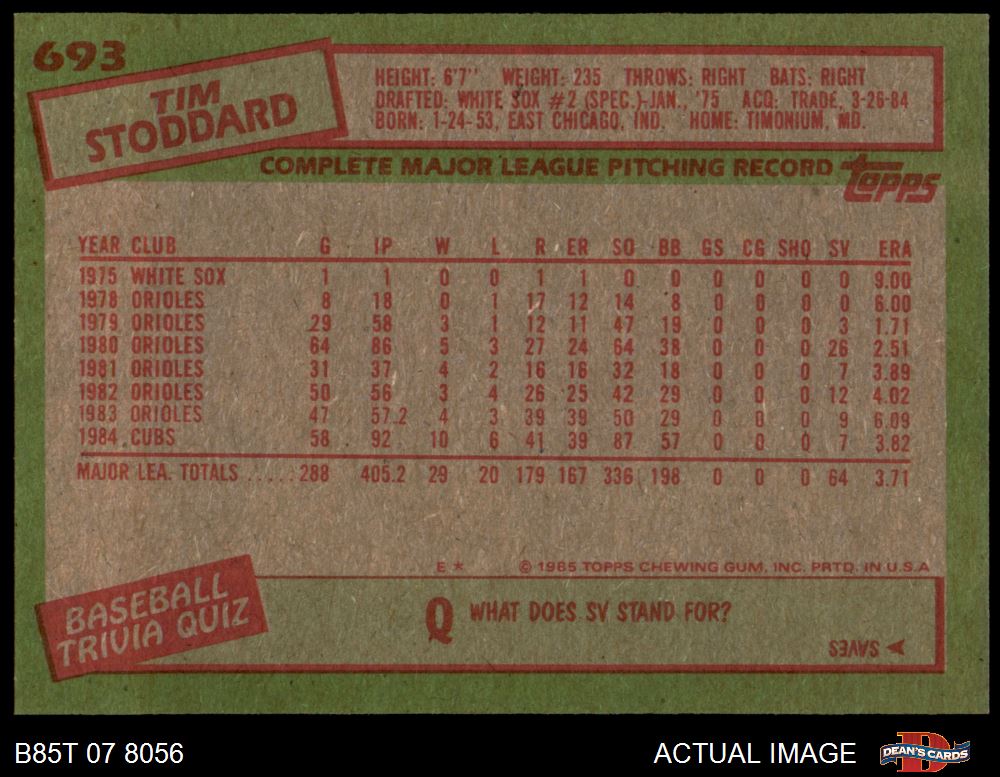 693
TIM
STODDARD
HEIGHT: 6'7" WEIGHT: 235 THROWS: RIGHT BATS: RIGHT
DRAFTED: WHITE SOX #2 (SPEC.)-JAN., '75 ACQ: TRADE, 3-26-84
BORN: 1-24-53, EAST CHICAGO, IND. HOME: TIMONIUM, MD.
COMPLETE MAJOR LEAGUE PITCHING RECORD
topps
YEAR CLUB G IP W L R ER SO BB GS CG SHO SV ERA
1975 WHITE SOX 1 1 0 0 1 1 0 0 0 0 0 0 9.00
1978 ORIOLES 8 18 0 1 17 12 14 8 0 0 0 0 6.00
1979 ORIOLES 29 58 3 1 12 11 47 19 0 0 0 3 1.71
1980 ORIOLES 64 86 5 3 27 24 64 38 0 0 0 26 2.51
1981 ORIOLES 31 37 4 2 16 16 32 18 0 0 0 7 3.89
1982 ORIOLES 50 56 3 4 26 25 42 29 0 0 0 12 4.02
1983 ORIOLES 47 57.2 4 3 39 39 50 29 0 0 0 9 6.09
1984 CUBS 58 92 10 6 41 39 87 57 0 0 0 7 3.82
MAJOR LEA. TOTALS ..... 288 405.2 29 20 179 167 336 198 0 0 0 64 3.71
E * © 1985 TOPPS CHEWING GUM, INC. PRTD. IN U.S.A
BASEBALL
TRIVIA QUIZ
Q WHAT DOES SV STAND FOR?
SAVES
B85T 07 8056
ACTUAL IMAGE
D
DEAN'S CARDS